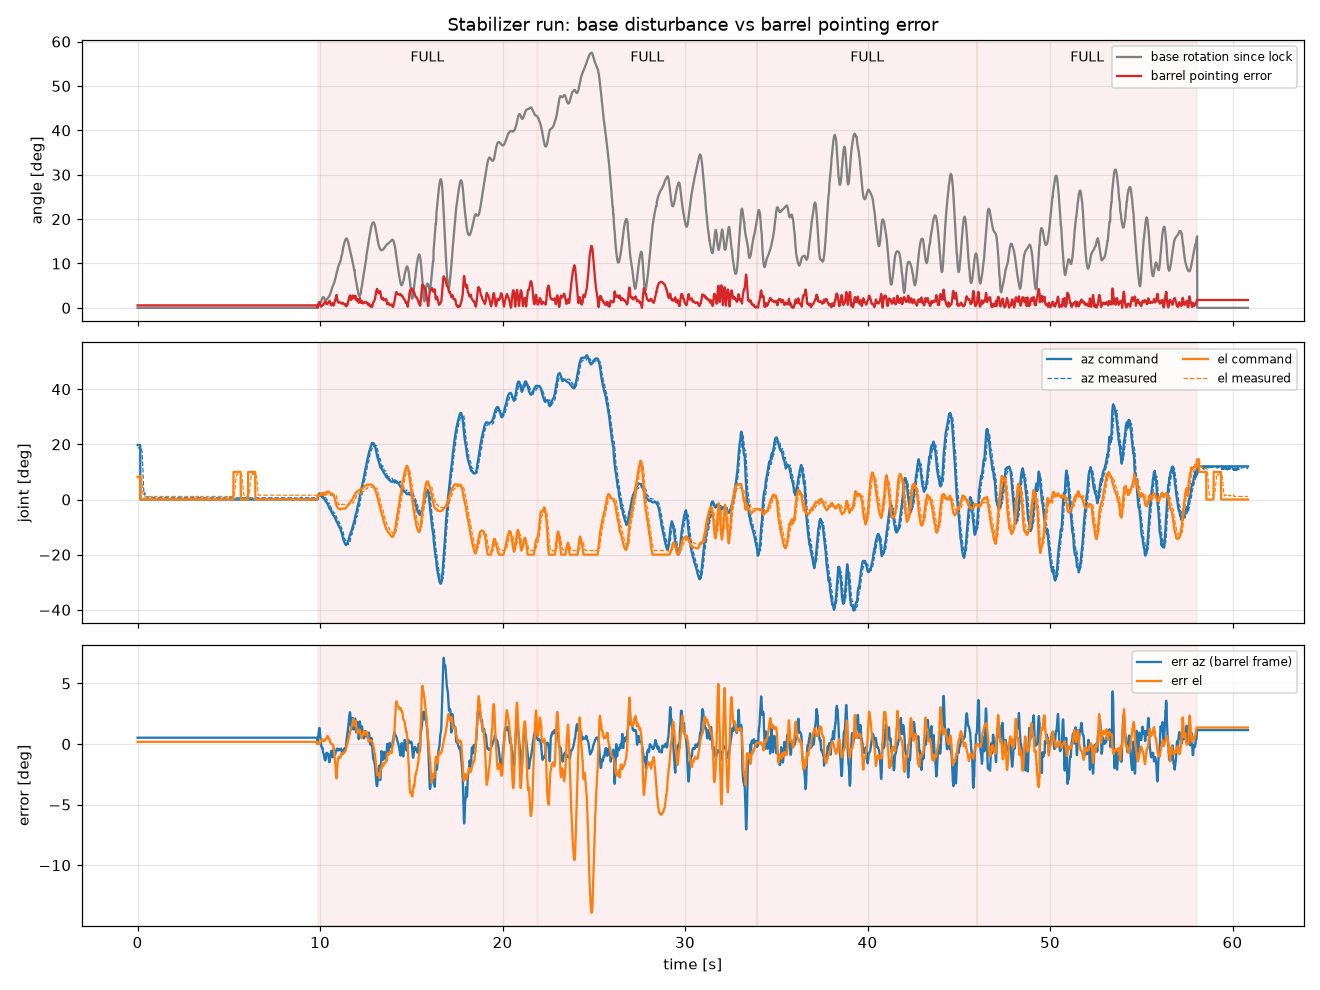 Stabilizer run: base disturbance vs barrel pointing error
60
50
40
30
20
10
0
angle [deg]
FULL
FULL
FULL
FULL
base rotation since lock
barrel pointing error
40
20
0
−20
−40
joint [deg]
az command
az measured
el command
el measured
5
0
−5
−10
error [deg]
err az (barrel frame)
err el
0
10
20
30
40
50
60
time [s]